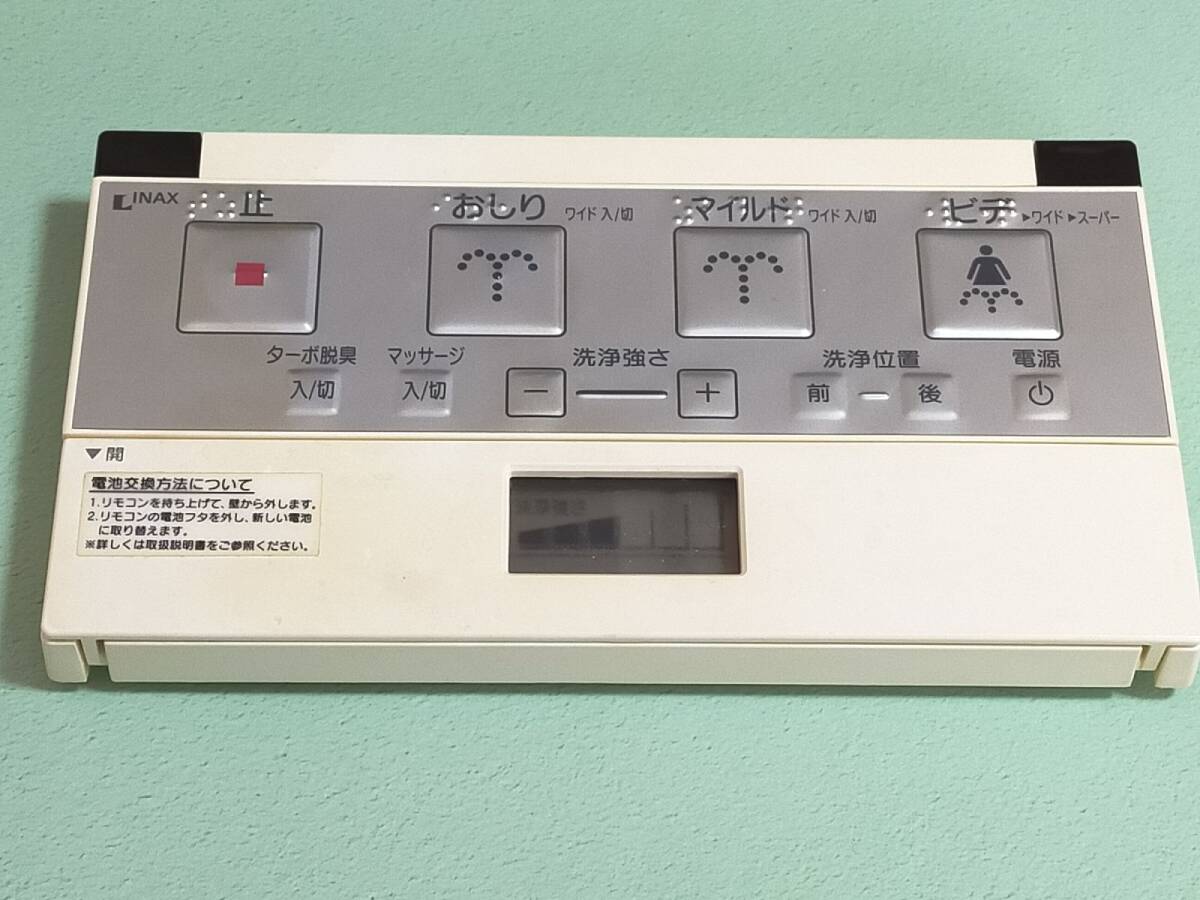 INAX
止
おしり ワイド 入/切
マイルド ワイド 入/切
ビデ ▶ワイド ▶スーパー
ターボ脱臭
マッサージ
洗浄強さ
洗浄位置
電源
入/切
入/切
－
＋
前
後
▼開
電池交換方法について
1.リモコンを持ち上げて、壁から外します。
2.リモコンの電池フタを外し、新しい電池
に取り替えます。
※詳しくは取扱説明書をご参照ください。